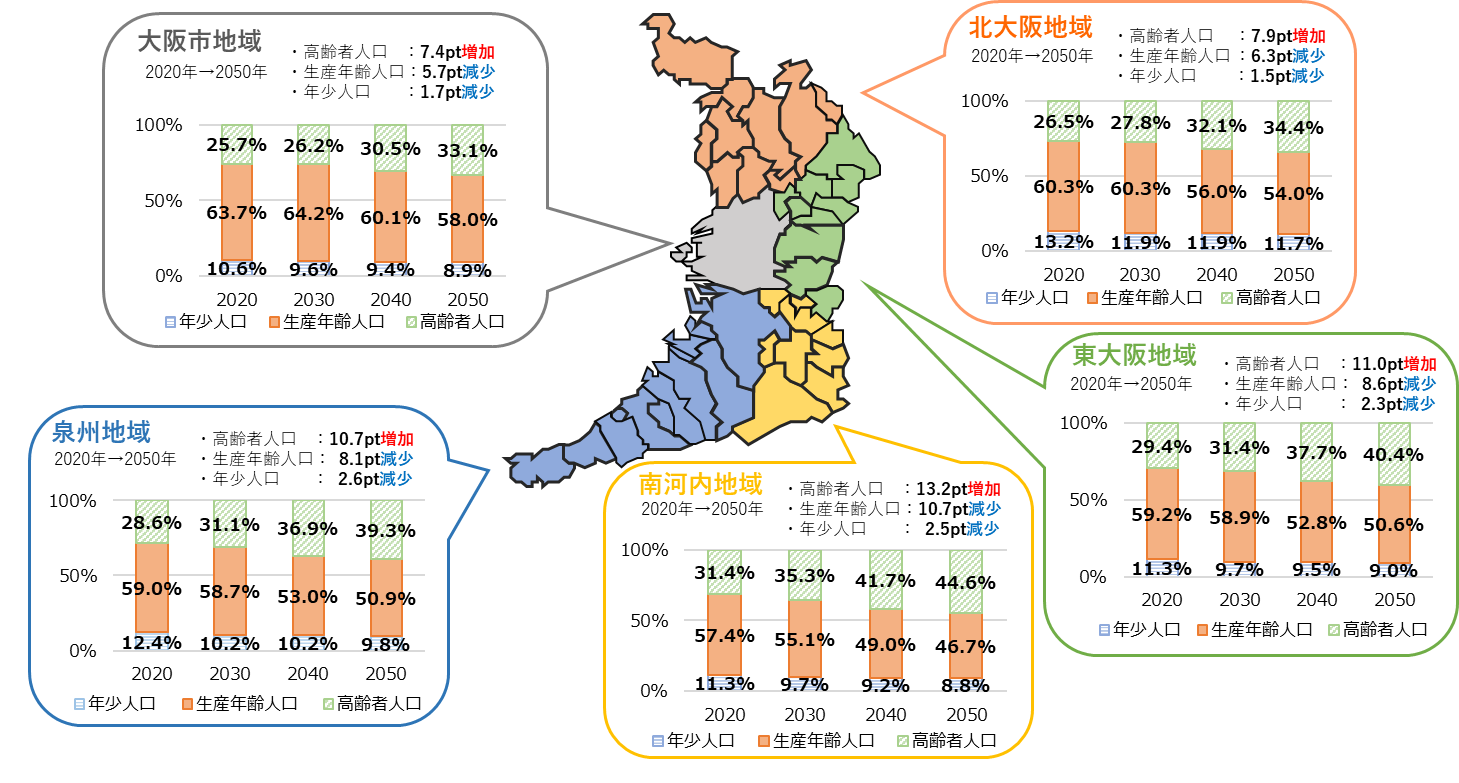 大阪市地域
2020年→2050年
・高齢者人口　：7.4pt増加
・生産年齢人口：5.7pt減少
・年少人口　　：1.7pt減少
100%
50%
0%
25.7% 26.2% 30.5% 33.1%
63.7% 64.2% 60.1% 58.0%
10.6% 9.6% 9.4% 8.9%
2020 2030 2040 2050
年少人口 生産年齢人口 高齢者人口
北大阪地域
2020年→2050年
・高齢者人口　：7.9pt増加
・生産年齢人口：6.3pt減少
・年少人口　　：1.5pt減少
100%
50%
0%
26.5% 27.8% 32.1% 34.4%
60.3% 60.3% 56.0% 54.0%
13.2% 11.9% 11.9% 11.7%
2020 2030 2040 2050
年少人口 生産年齢人口 高齢者人口
東大阪地域
2020年→2050年
・高齢者人口　：11.0pt増加
・生産年齢人口： 8.6pt減少
・年少人口　　： 2.3pt減少
100%
50%
0%
29.4% 31.4% 37.7% 40.4%
59.2% 58.9% 52.8% 50.6%
11.3% 9.7% 9.5% 9.0%
2020 2030 2040 2050
年少人口 生産年齢人口 高齢者人口
泉州地域
2020年→2050年
・高齢者人口　：10.7pt増加
・生産年齢人口： 8.1pt減少
・年少人口　　： 2.6pt減少
100%
50%
0%
28.6% 31.1% 36.9% 39.3%
59.0% 58.7% 53.0% 50.9%
12.4% 10.2% 10.2% 9.8%
2020 2030 2040 2050
年少人口 生産年齢人口 高齢者人口
南河内地域
2020年→2050年
・高齢者人口　：13.2pt増加
・生産年齢人口：10.7pt減少
・年少人口　　： 2.5pt減少
100%
50%
0%
31.4% 35.3% 41.7% 44.6%
57.4% 55.1% 49.0% 46.7%
11.3% 9.7% 9.2% 8.8%
2020 2030 2040 2050
年少人口 生産年齢人口 高齢者人口